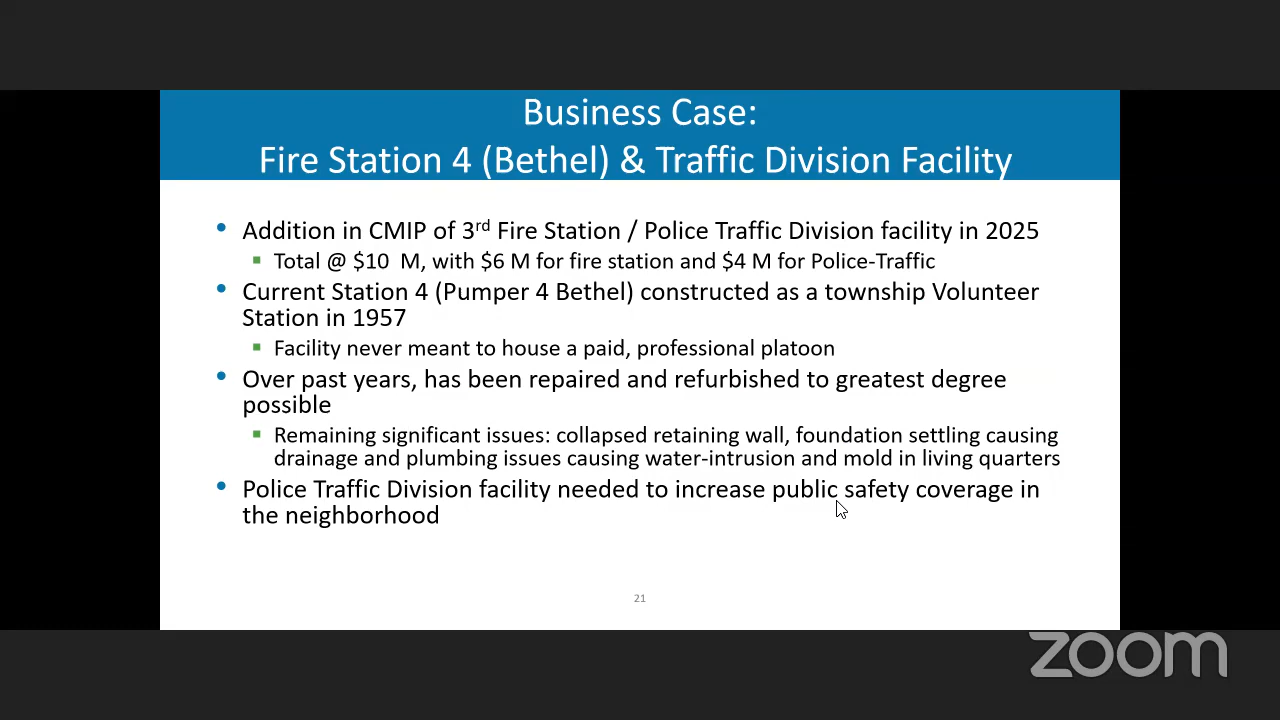 Business Case:
Fire Station 4 (Bethel) & Traffic Division Facility
• Addition in CMIP of 3rd Fire Station / Police Traffic Division facility in 2025
▪ Total @ $10  M, with $6 M for fire station and $4 M for Police-Traffic
• Current Station 4 (Pumper 4 Bethel) constructed as a township Volunteer
Station in 1957
▪ Facility never meant to house a paid, professional platoon
• Over past years, has been repaired and refurbished to greatest degree
possible
▪ Remaining significant issues: collapsed retaining wall, foundation settling causing
drainage and plumbing issues causing water-intrusion and mold in living quarters
• Police Traffic Division facility needed to increase public safety coverage in
the neighborhood
21
zoom